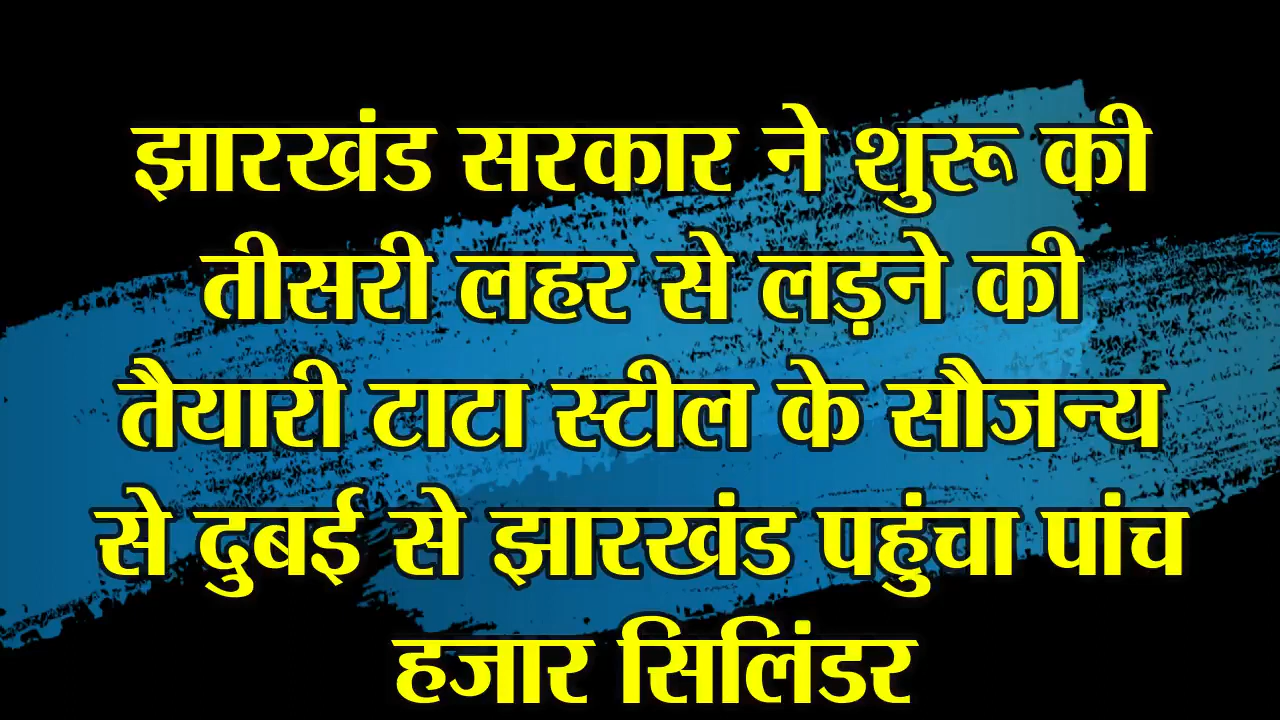 झारखंड सरकार ने शुरू की
तीसरी लहर से लड़ने की
तैयारी टाटा स्टील के सौजन्य
से दुबई से झारखंड पहुंचा पांच
हजार सिलिंडर